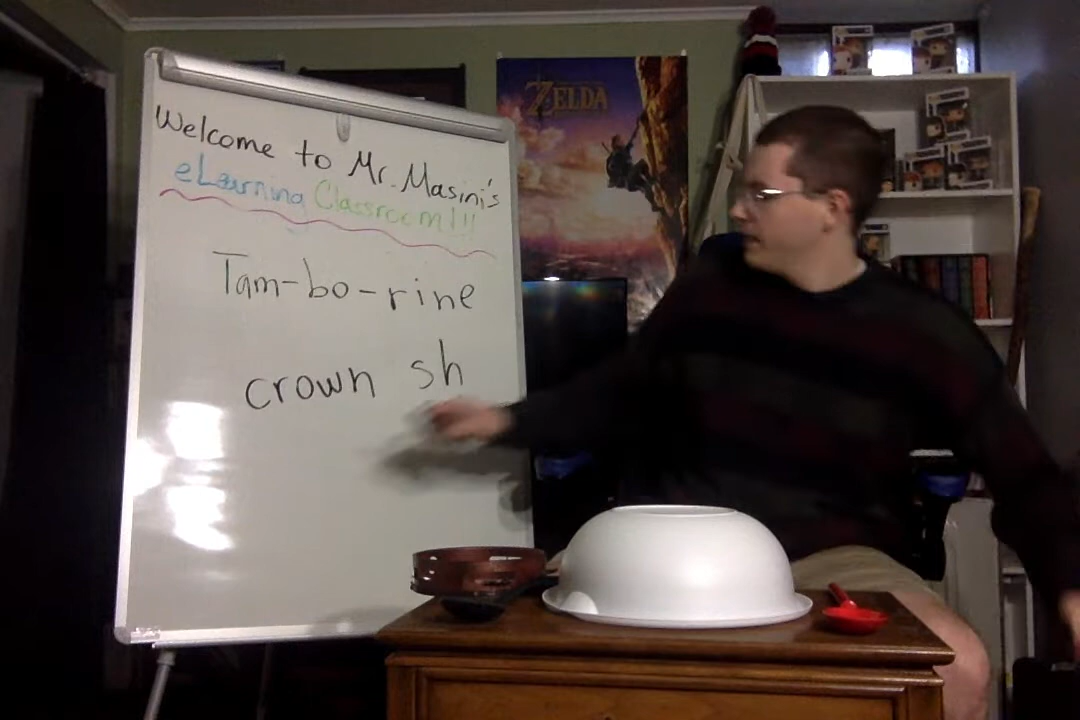 Welcome to Mr. Masini's
eLearning Classroom!!!
Tam-bo-rine
crown sh
ZELDA